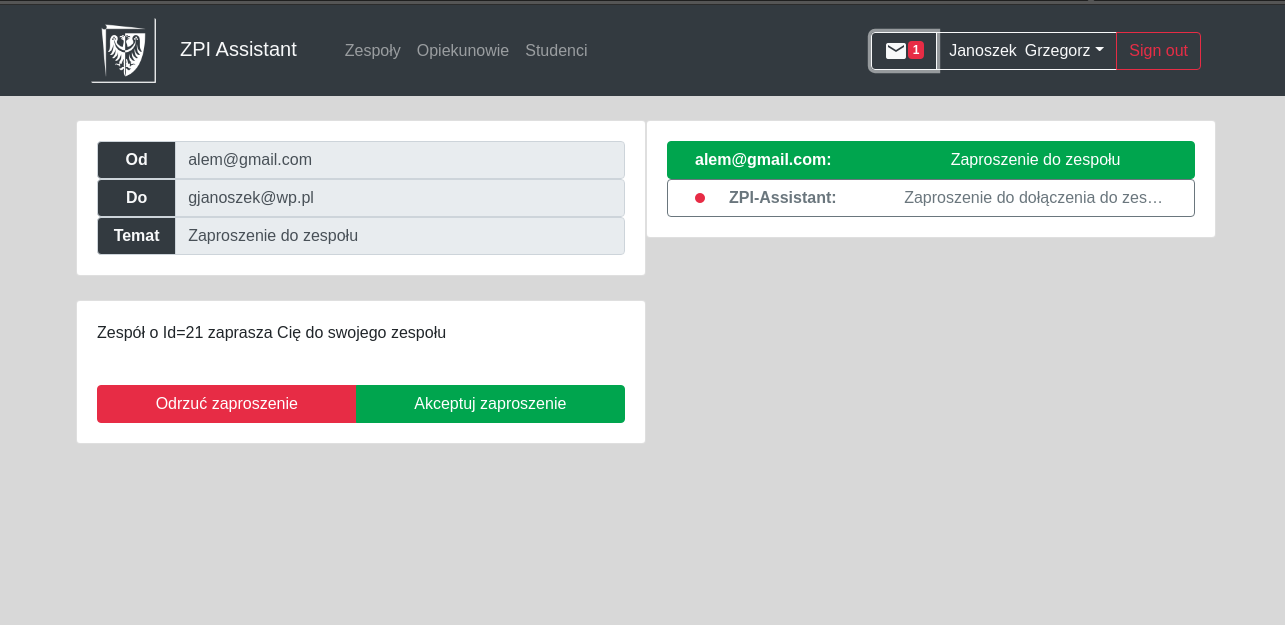 ZPI Assistant Zespoły Opiekunowie Studenci 1 Janoszek Grzegorz Sign out
Od alem@gmail.com
Do gjanoszek@wp.pl
Temat Zaproszenie do zespołu
Zespół o Id=21 zaprasza Cię do swojego zespołu
Odrzuć zaproszenie Akceptuj zaproszenie
alem@gmail.com: Zaproszenie do zespołu
ZPI-Assistant: Zaproszenie do dołączenia do zes…